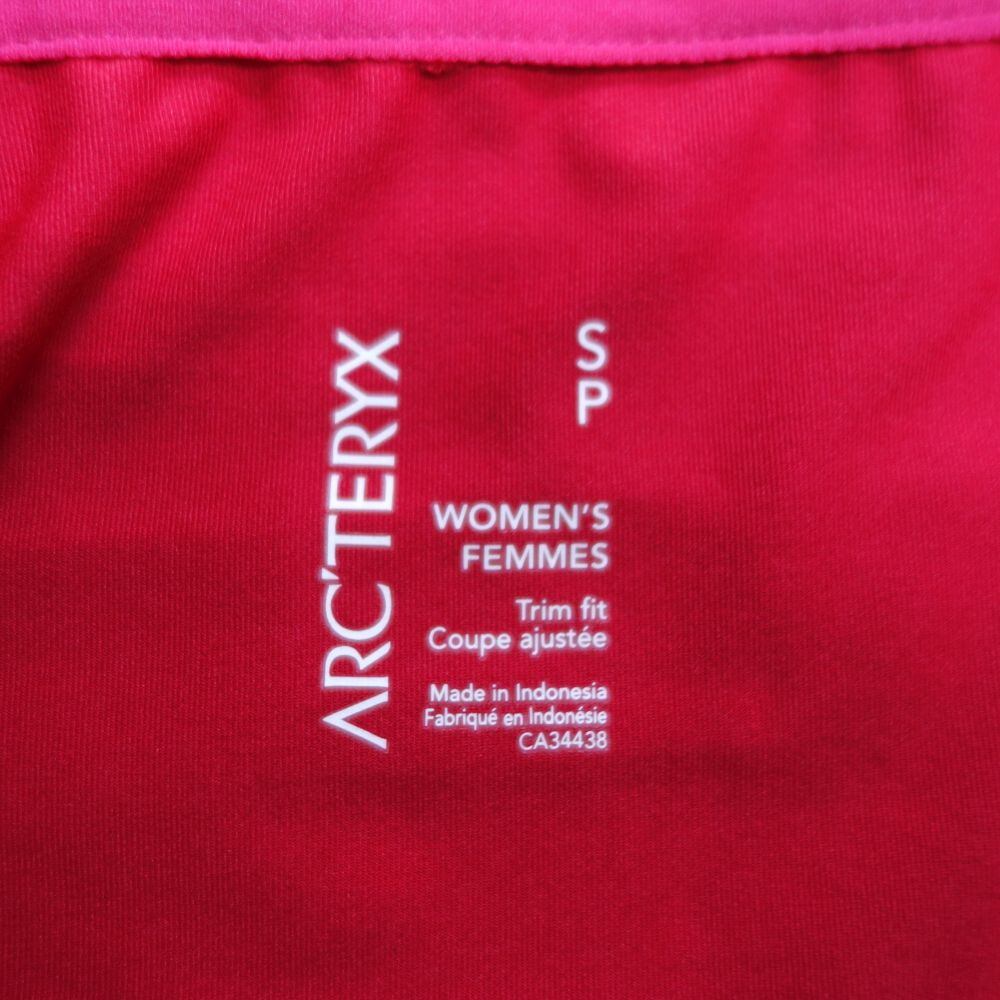 ARC'TERYX
S
P
WOMEN'S
FEMMES
Trim fit
Coupe ajustée
Made in Indonesia
Fabriqué en Indonésie
CA34438